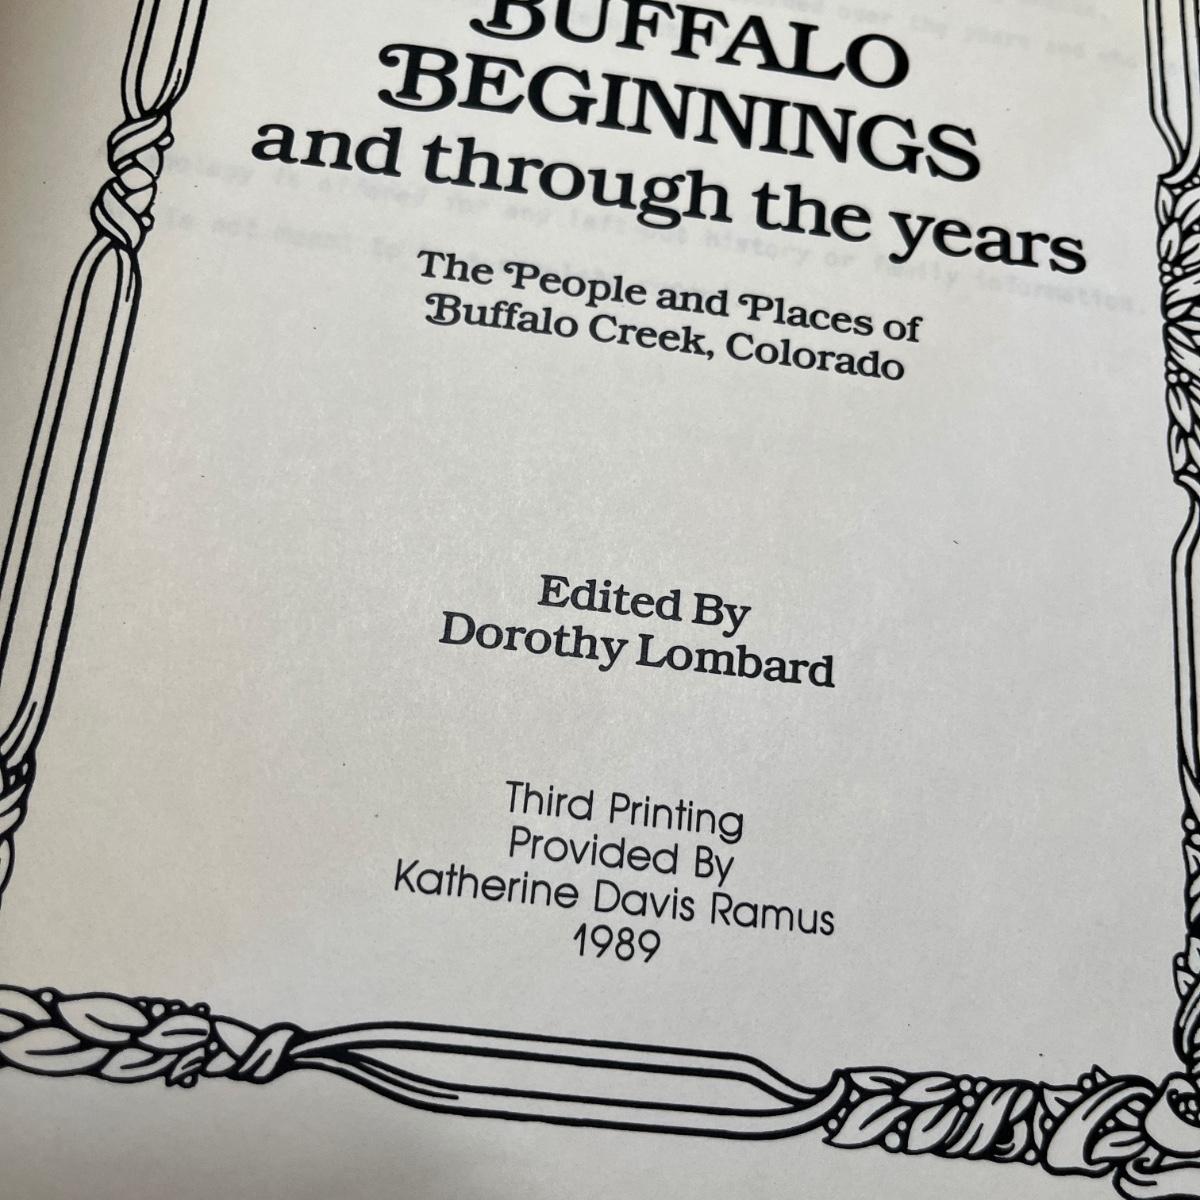 BUFFALO
BEGINNINGS
and through the years
The People and Places of
Buffalo Creek, Colorado
Edited By
Dorothy Lombard
Third Printing
Provided By
Katherine Davis Ramus
1989